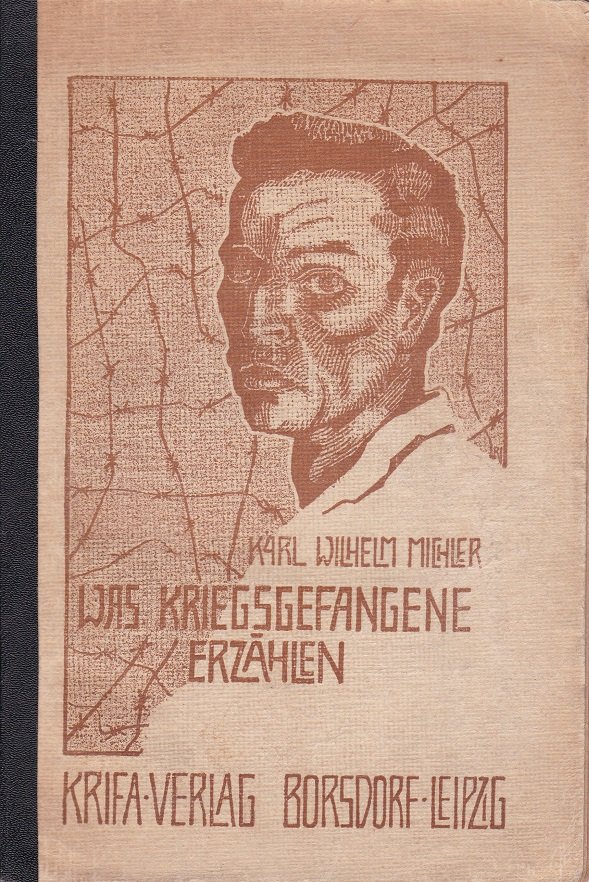 KARL WILHELM MICHLER
WAS KRIEGSGEFANGENE
ERZÄHLEN
KRIFA·VERLAG BORSDORF·LEIPZIG